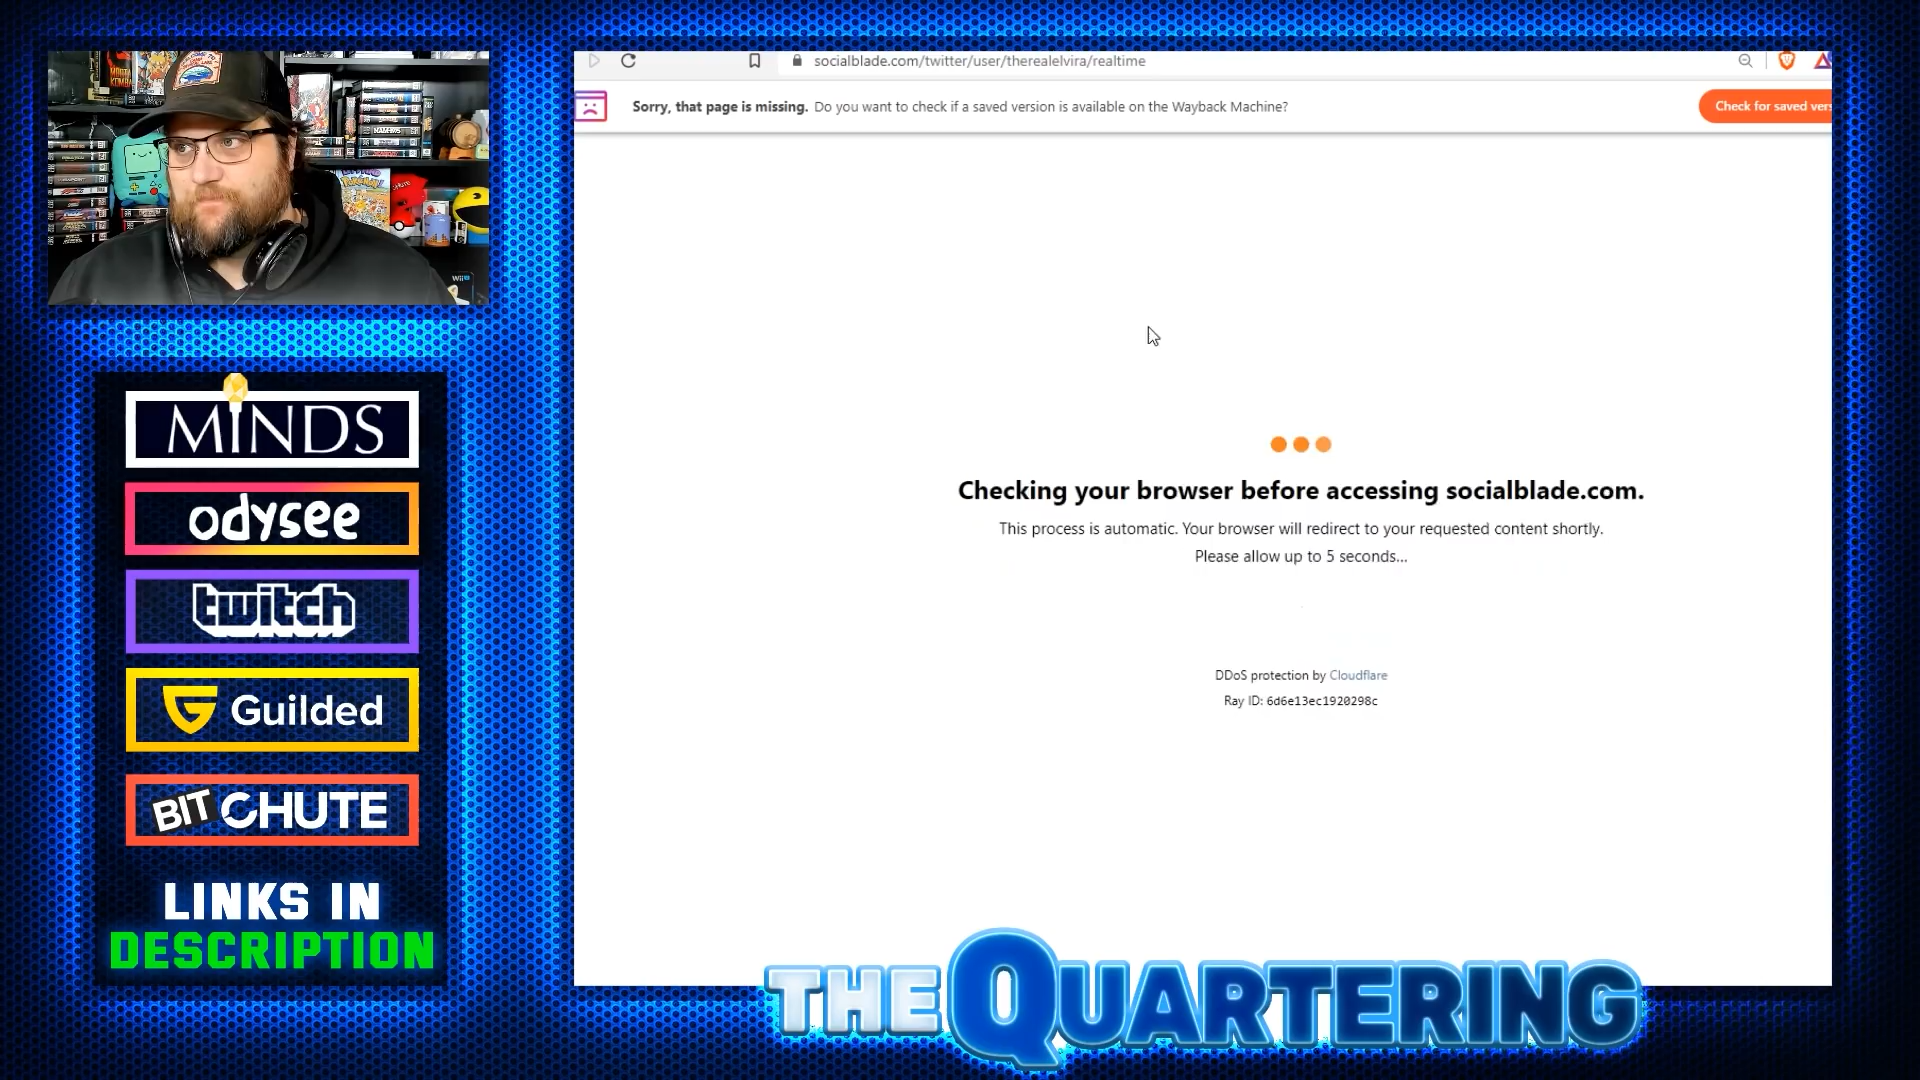 socialblade.com/twitter/user/therealelvira/realtime
Sorry, that page is missing. Do you want to check if a saved version is available on the Wayback Machine?
Check for saved vers
Checking your browser before accessing socialblade.com.
This process is automatic. Your browser will redirect to your requested content shortly.
Please allow up to 5 seconds...
DDoS protection by Cloudflare
Ray ID: 6d6e13ec1920298c
MINDS
odysee
twitch
Guilded
BITCHUTE
LINKS IN
DESCRIPTION
THE QUARTERING
WiiU